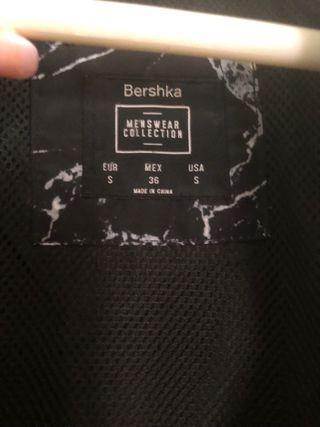 Bershka
MENSWEAR
COLLECTION
EUR MEX USA
S 36 S
MADE IN CHINA